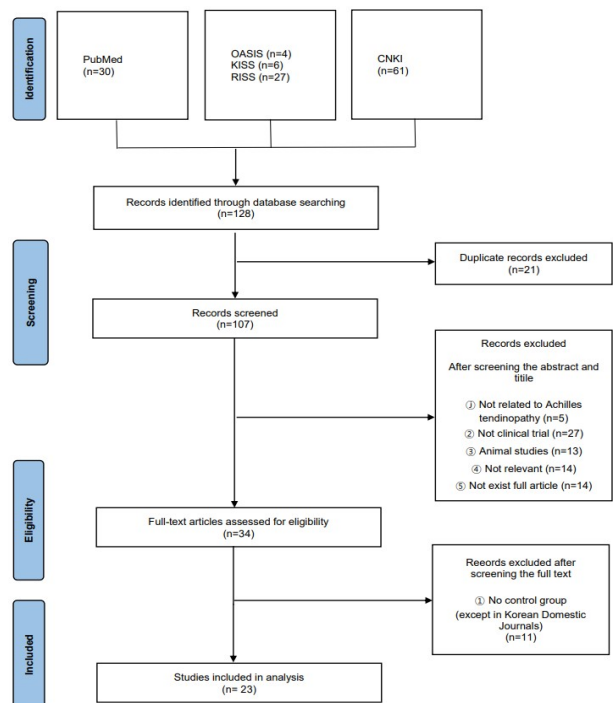 Identification
PubMed
(n=30)
OASIS (n=4)
KISS (n=6)
RISS (n=27)
CNKI
(n=61)
Records identified through database searching
(n=128)
Duplicate records excluded
(n=21)
Screening
Records screened
(n=107)
Records excluded
After screening the abstract and
titile
① Not related to Achilles
tendinopathy (n=5)
② Not clinical trial (n=27)
③ Animal studies (n=13)
④ Not relevant (n=14)
⑤ Not exist full article (n=14)
Eligibility
Full-text articles assessed for eligibility
(n=34)
Reeords excluded after
screening the full text
① No control group
(except in Korean Domestic
Journals)
(n=11)
Included
Studies included in analysis
(n= 23)